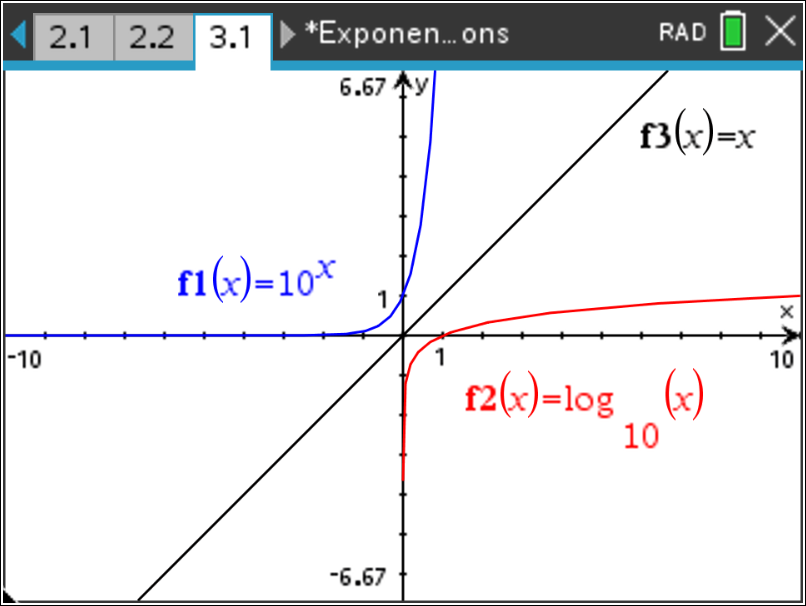 2.1 2.2 3.1 *Exponen...ons RAD
6.67 y
f3(x)=x
f1(x)=10^x
1
x
-10 1 10
f2(x)=log_10(x)
-6.67